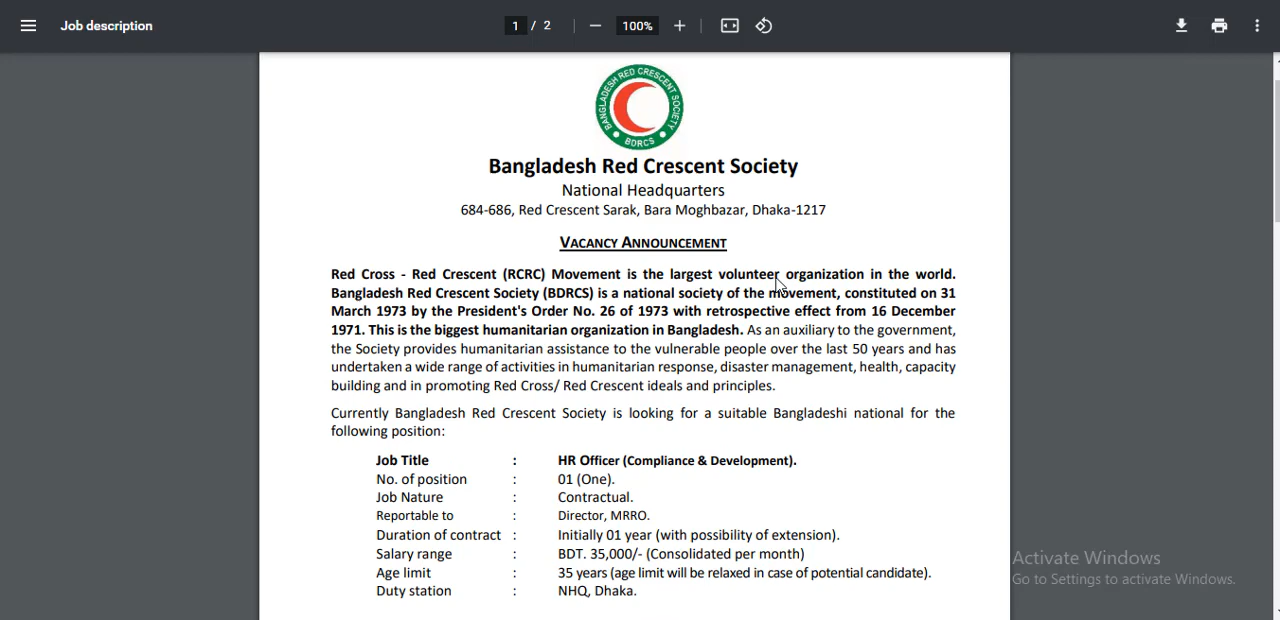 Job description
1 / 2
100%
BANGLADESH RED CRESCENT SOCIETY
BDRCS
Bangladesh Red Crescent Society
National Headquarters
684-686, Red Crescent Sarak, Bara Moghbazar, Dhaka-1217
VACANCY ANNOUNCEMENT
Red Cross - Red Crescent (RCRC) Movement is the largest volunteer organization in the world.
Bangladesh Red Crescent Society (BDRCS) is a national society of the movement, constituted on 31
March 1973 by the President's Order No. 26 of 1973 with retrospective effect from 16 December
1971. This is the biggest humanitarian organization in Bangladesh. As an auxiliary to the government,
the Society provides humanitarian assistance to the vulnerable people over the last 50 years and has
undertaken a wide range of activities in humanitarian response, disaster management, health, capacity
building and in promoting Red Cross/ Red Crescent ideals and principles.
Currently Bangladesh Red Crescent Society is looking for a suitable Bangladeshi national for the
following position:
Job Title : HR Officer (Compliance & Development).
No. of position : 01 (One).
Job Nature : Contractual.
Reportable to : Director, MRRO.
Duration of contract : Initially 01 year (with possibility of extension).
Salary range : BDT. 35,000/- (Consolidated per month)
Age limit : 35 years (age limit will be relaxed in case of potential candidate).
Duty station : NHQ, Dhaka.
Activate Windows
Go to Settings to activate Windows.